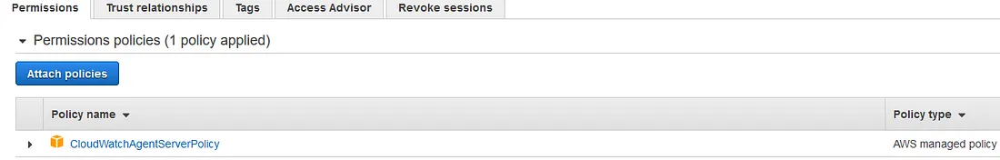 Permissions Trust relationships Tags Access Advisor Revoke sessions
Permissions policies (1 policy applied)
Attach policies
Policy name Policy type
CloudWatchAgentServerPolicy AWS managed policy